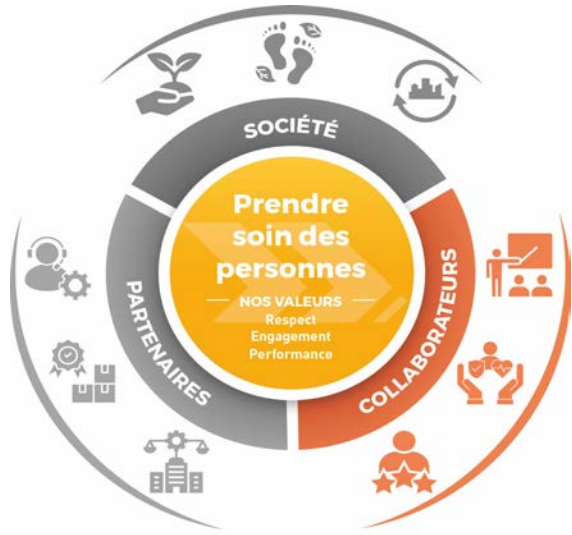 SOCIÉTÉ
Prendre
soin des
personnes
NOS VALEURS
Respect
Engagement
Performance
PARTENAIRES
COLLABORATEURS